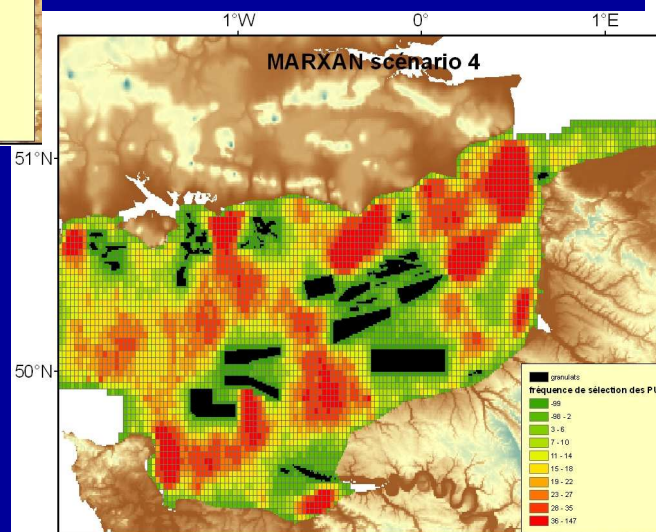 1°W 0° 1°E
MARXAN scénario 4
51°N
50°N
granulats
fréquence de sélection des PU
-99
-98 - 2
3 - 6
7 - 10
11 - 14
15 - 18
19 - 22
23 - 27
28 - 35
36 - 147